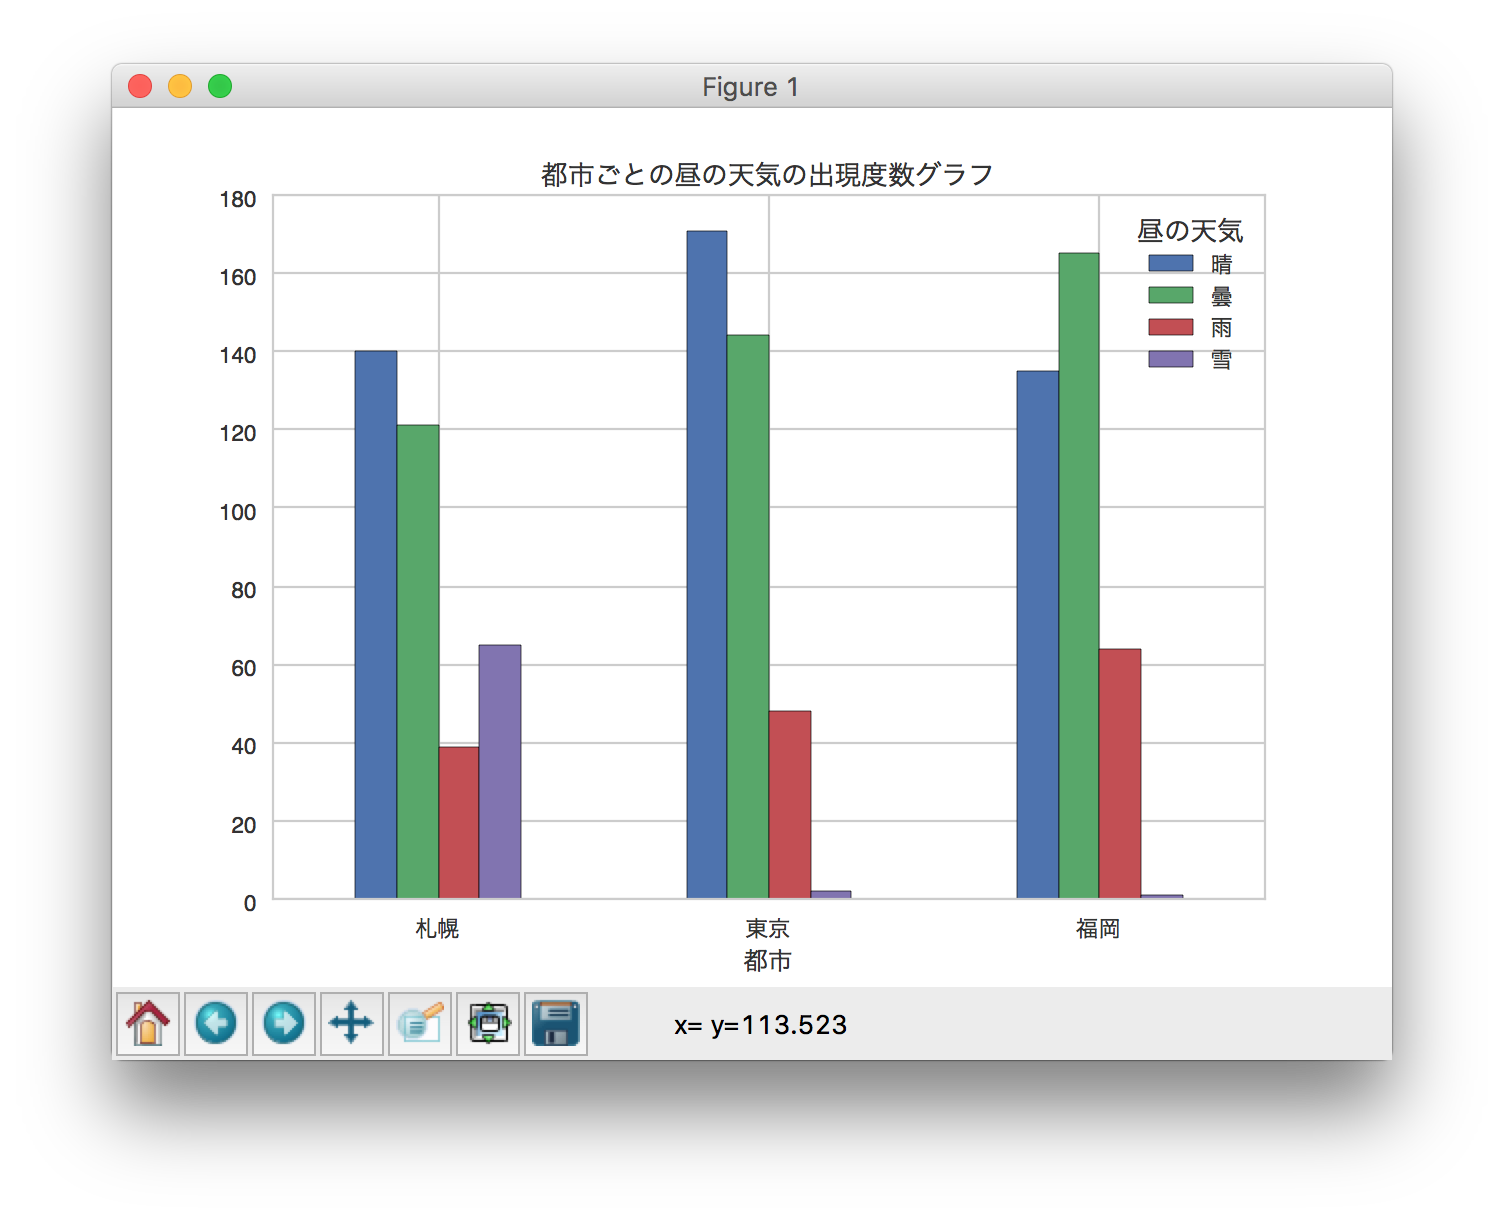 Figure 1
都市ごとの昼の天気の出現度数グラフ
180
160
140
120
100
80
60
40
20
0
昼の天気
晴
曇
雨
雪
札幌 東京 福岡
都市
x= y=113.523